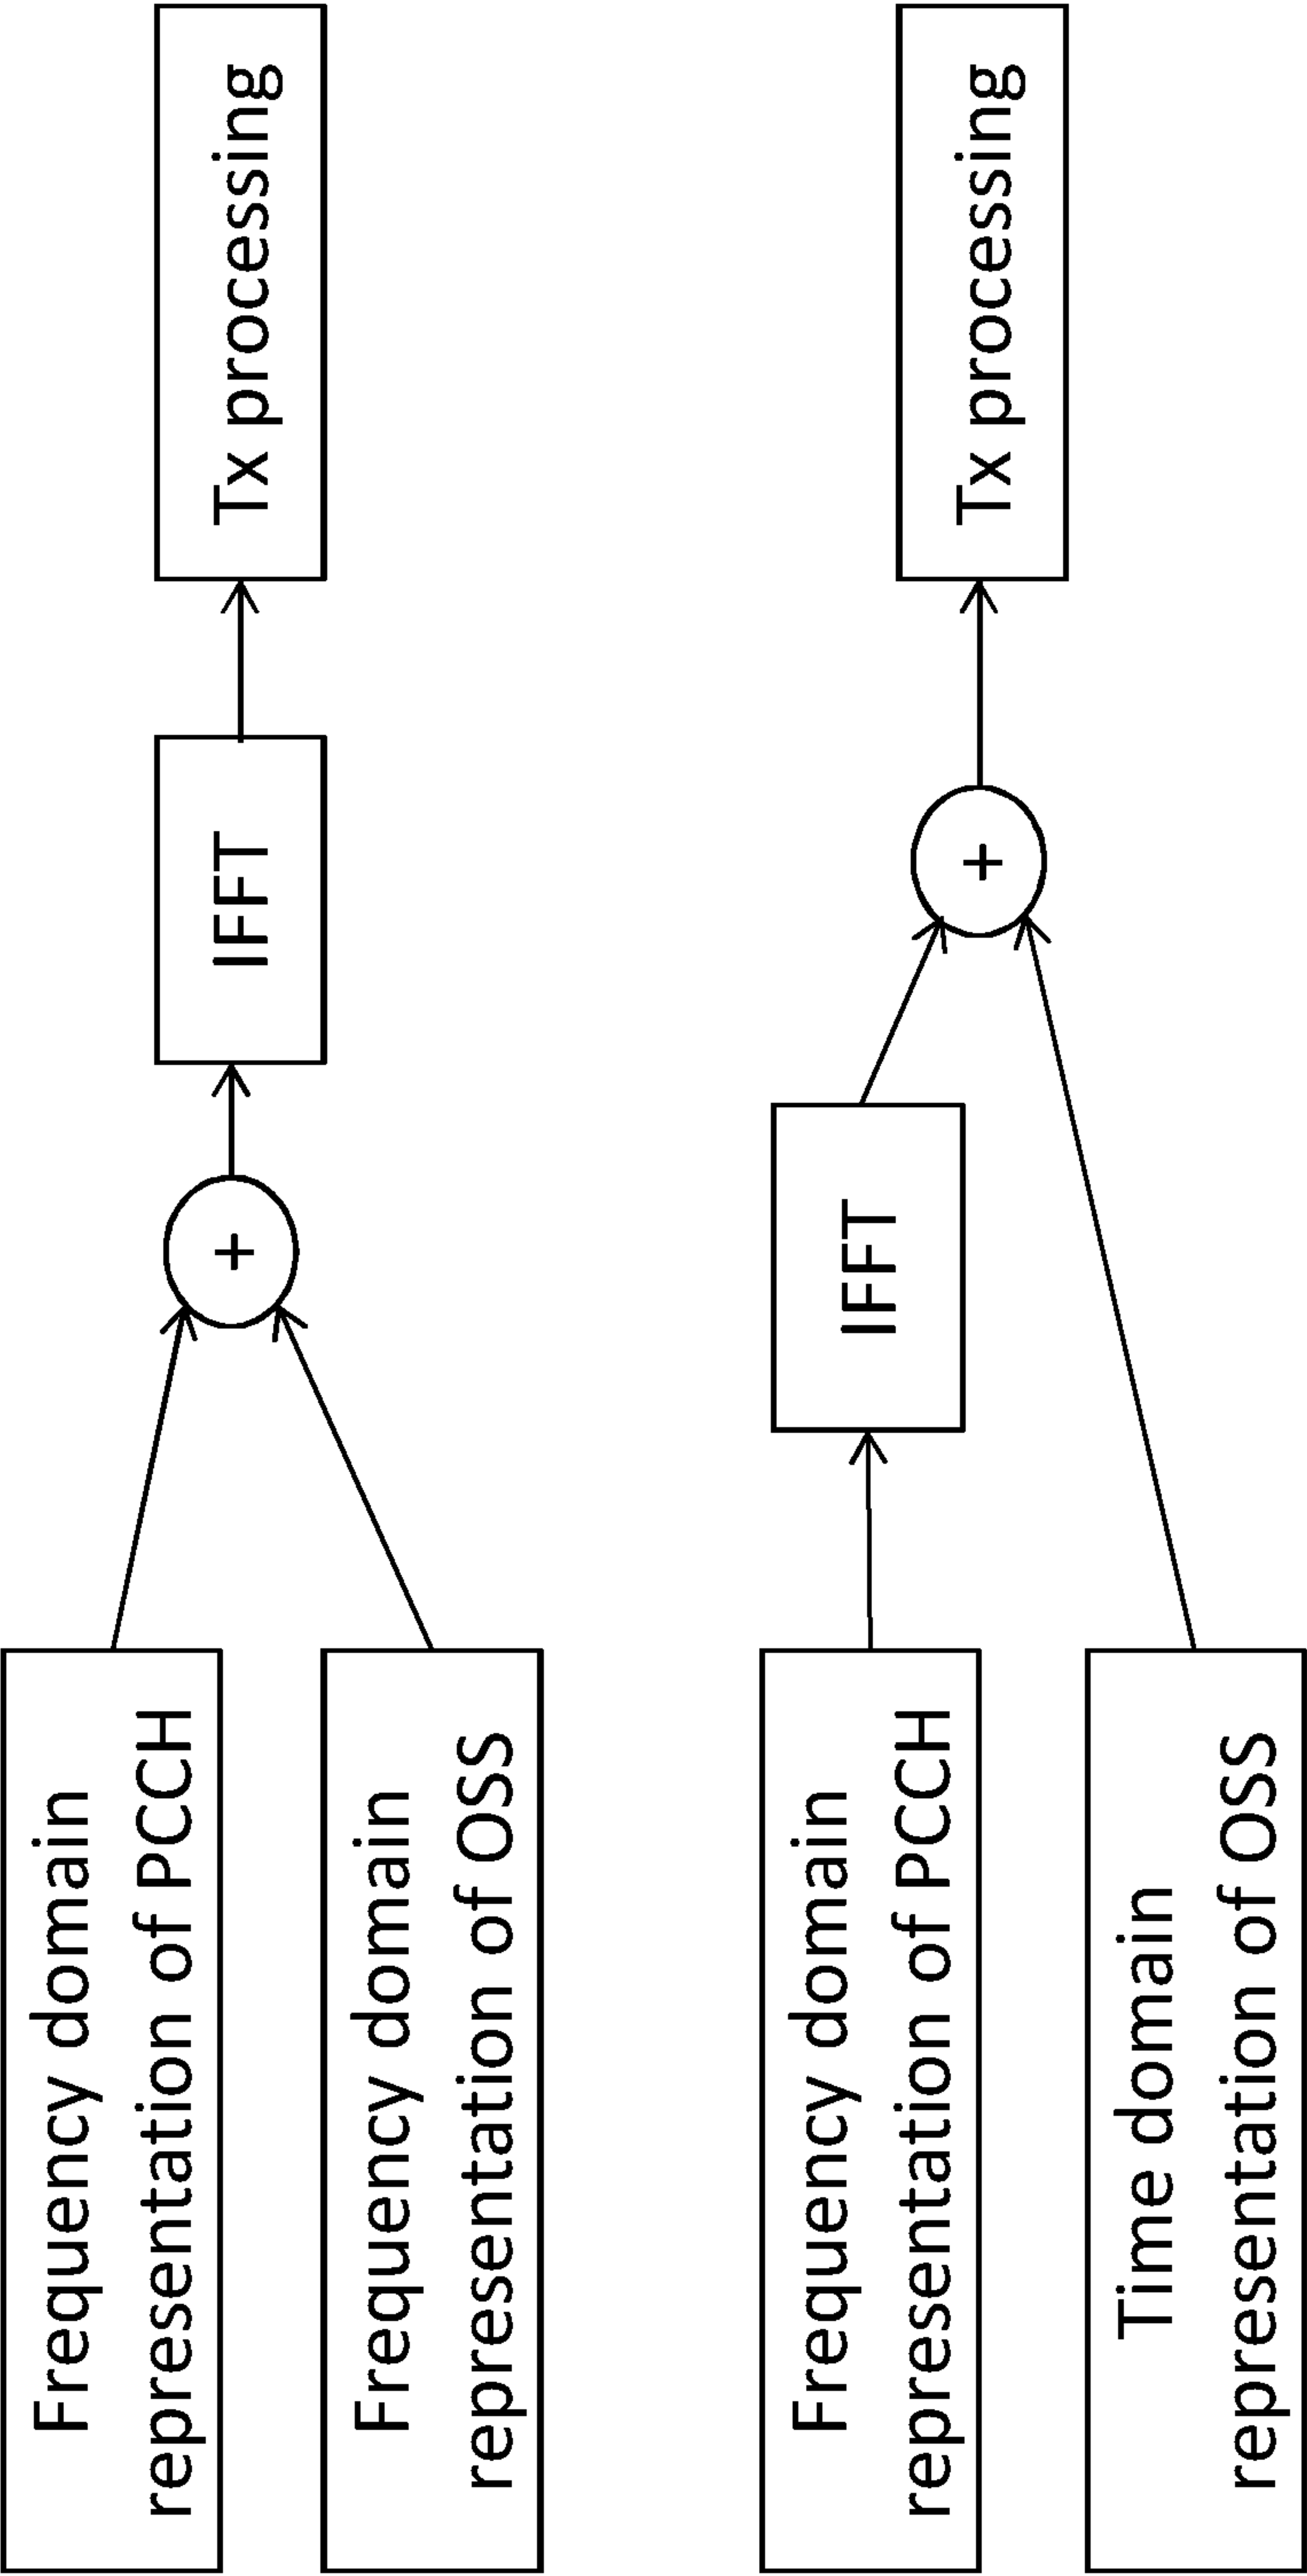 Frequency domain
representation of PCCH
Frequency domain
representation of OSS
+
IFFT
Tx processing
Frequency domain
representation of PCCH
IFFT
Time domain
representation of OSS
+
Tx processing